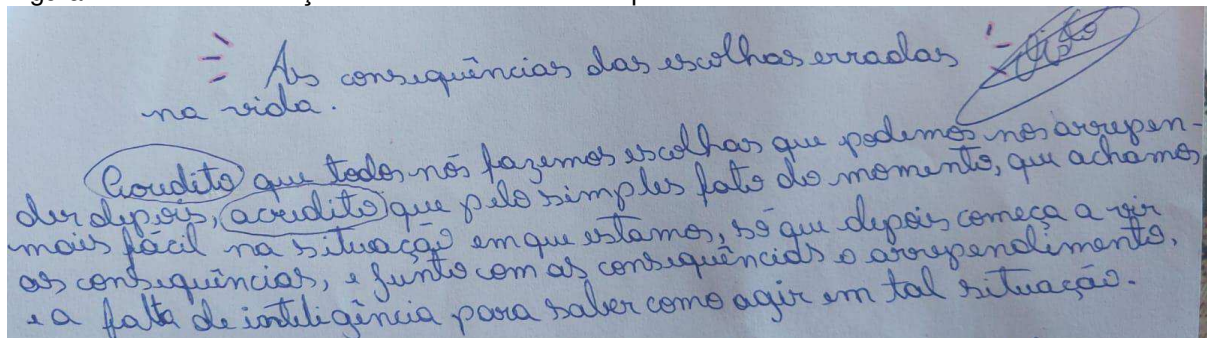 As consequências das escolhas erradas
na vida.
Visto
Acredito que todos nós fazemos escolhas que podemos nos arrepen-
der depois, acredito que pelo simples fato do momento, que achamos
mais fácil na situação em que estamos, só que depois começa a vir
as consequências, e junto com as consequências o arrependimento,
e a falta de inteligência para saber como agir em tal situação.